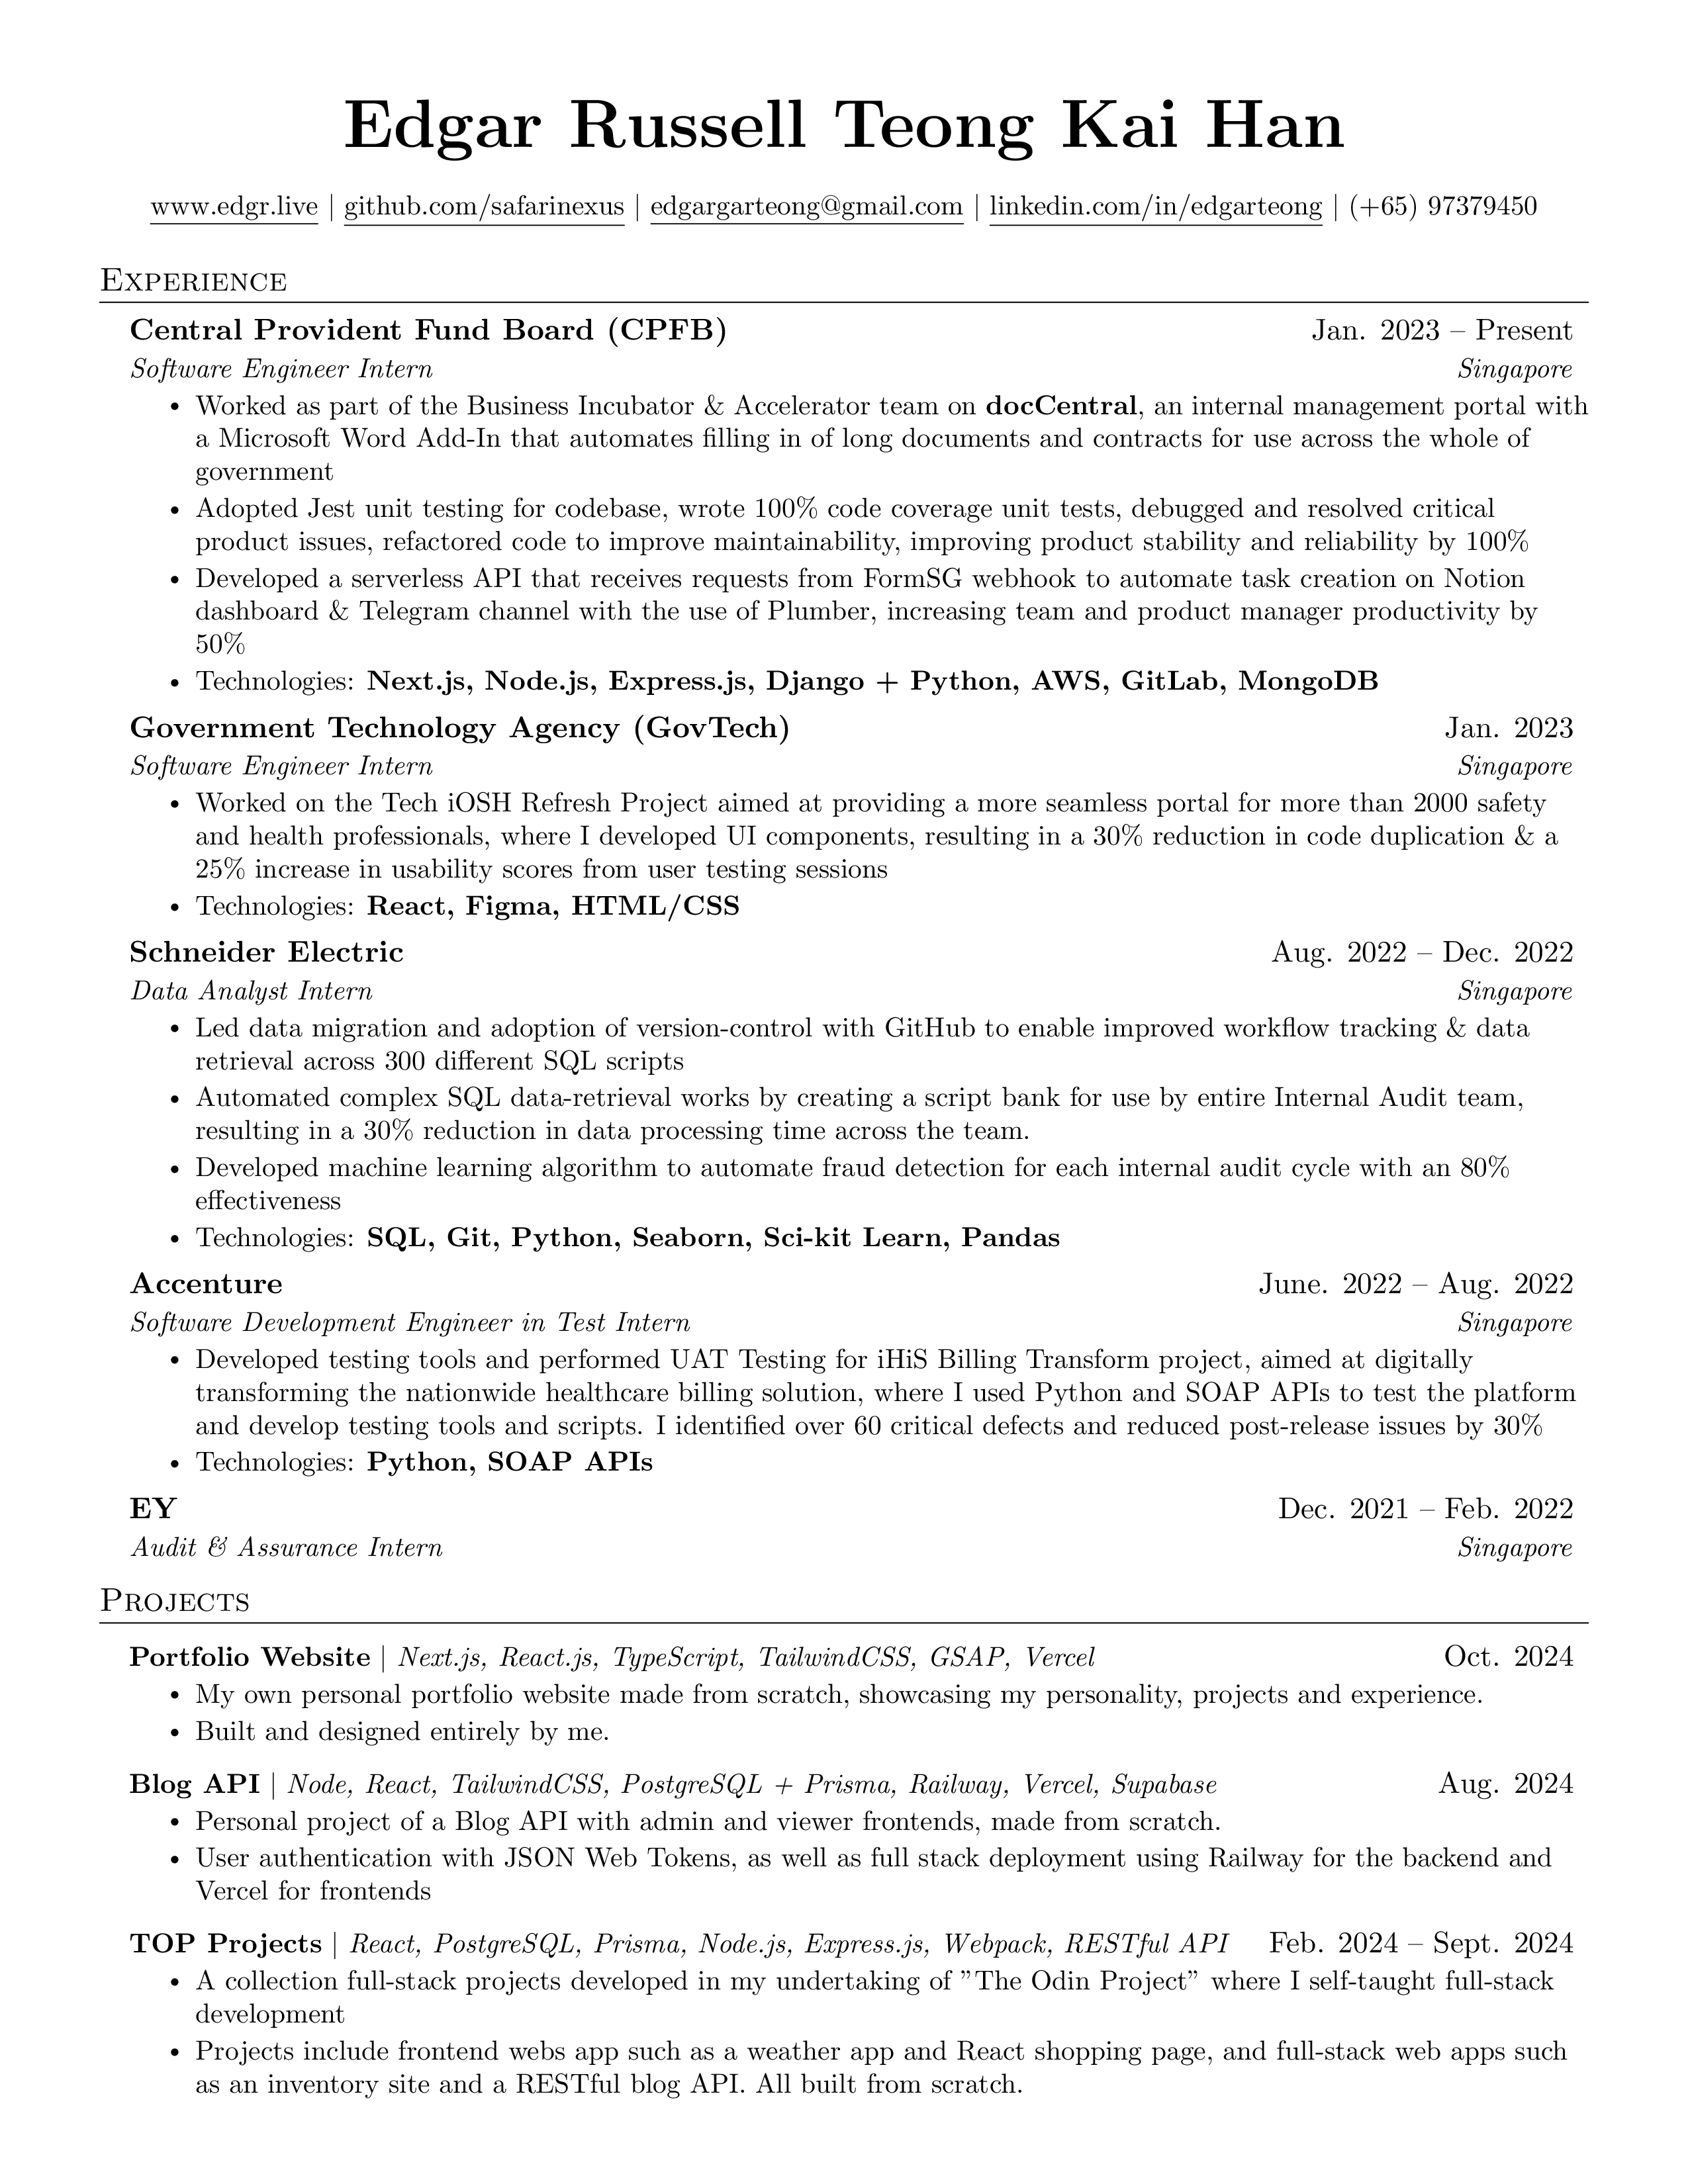 Edgar Russell Teong Kai Han
www.edgr.live | github.com/safarinexus | edgargarteong@gmail.com | linkedin.com/in/edgarteong | (+65) 97379450
Experience
Central Provident Fund Board (CPFB) Jan. 2023 – Present
Software Engineer Intern Singapore
• Worked as part of the Business Incubator & Accelerator team on docCentral, an internal management portal with
a Microsoft Word Add-In that automates filling in of long documents and contracts for use across the whole of
government
• Adopted Jest unit testing for codebase, wrote 100% code coverage unit tests, debugged and resolved critical
product issues, refactored code to improve maintainability, improving product stability and reliability by 100%
• Developed a serverless API that receives requests from FormSG webhook to automate task creation on Notion
dashboard & Telegram channel with the use of Plumber, increasing team and product manager productivity by
50%
• Technologies: Next.js, Node.js, Express.js, Django + Python, AWS, GitLab, MongoDB
Government Technology Agency (GovTech) Jan. 2023
Software Engineer Intern Singapore
• Worked on the Tech iOSH Refresh Project aimed at providing a more seamless portal for more than 2000 safety
and health professionals, where I developed UI components, resulting in a 30% reduction in code duplication & a
25% increase in usability scores from user testing sessions
• Technologies: React, Figma, HTML/CSS
Schneider Electric Aug. 2022 – Dec. 2022
Data Analyst Intern Singapore
• Led data migration and adoption of version-control with GitHub to enable improved workflow tracking & data
retrieval across 300 different SQL scripts
• Automated complex SQL data-retrieval works by creating a script bank for use by entire Internal Audit team,
resulting in a 30% reduction in data processing time across the team.
• Developed machine learning algorithm to automate fraud detection for each internal audit cycle with an 80%
effectiveness
• Technologies: SQL, Git, Python, Seaborn, Sci-kit Learn, Pandas
Accenture June. 2022 – Aug. 2022
Software Development Engineer in Test Intern Singapore
• Developed testing tools and performed UAT Testing for iHiS Billing Transform project, aimed at digitally
transforming the nationwide healthcare billing solution, where I used Python and SOAP APIs to test the platform
and develop testing tools and scripts. I identified over 60 critical defects and reduced post-release issues by 30%
• Technologies: Python, SOAP APIs
EY Dec. 2021 – Feb. 2022
Audit & Assurance Intern Singapore
Projects
Portfolio Website | Next.js, React.js, TypeScript, TailwindCSS, GSAP, Vercel Oct. 2024
• My own personal portfolio website made from scratch, showcasing my personality, projects and experience.
• Built and designed entirely by me.
Blog API | Node, React, TailwindCSS, PostgreSQL + Prisma, Railway, Vercel, Supabase Aug. 2024
• Personal project of a Blog API with admin and viewer frontends, made from scratch.
• User authentication with JSON Web Tokens, as well as full stack deployment using Railway for the backend and
Vercel for frontends
TOP Projects | React, PostgreSQL, Prisma, Node.js, Express.js, Webpack, RESTful API Feb. 2024 – Sept. 2024
• A collection full-stack projects developed in my undertaking of ”The Odin Project” where I self-taught full-stack
development
• Projects include frontend webs app such as a weather app and React shopping page, and full-stack web apps such
as an inventory site and a RESTful blog API. All built from scratch.